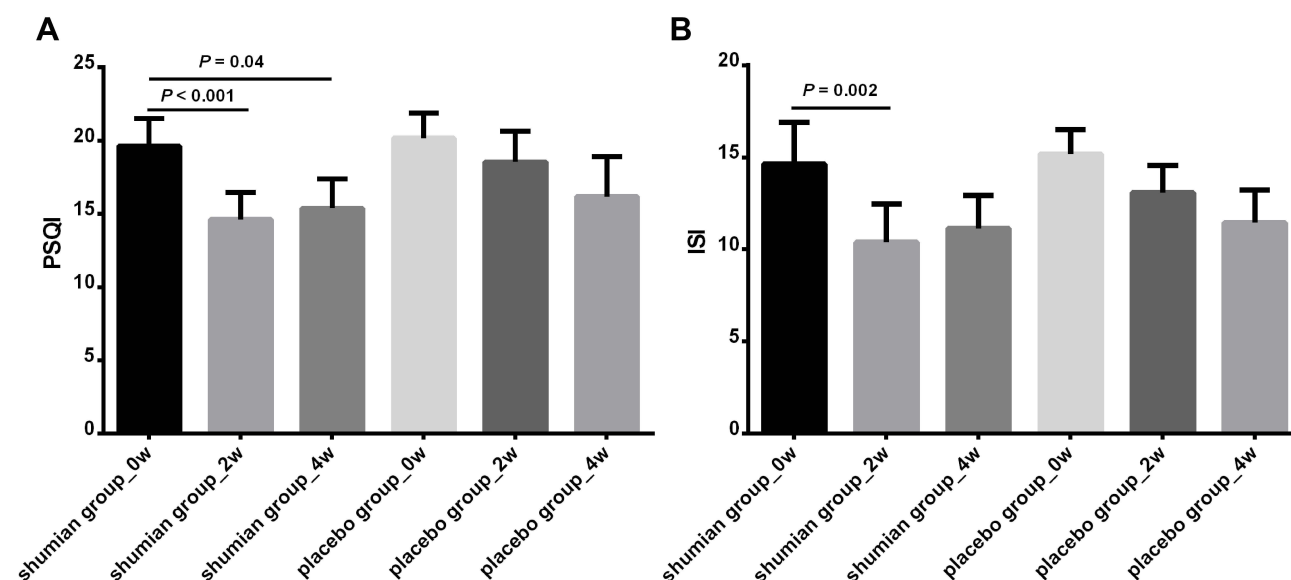 A
PSQI
25
20
15
10
5
0
P = 0.04
P < 0.001
shumian group_0w
shumian group_2w
shumian group_4w
placebo group_0w
placebo group_2w
placebo group_4w
B
ISI
20
15
10
5
0
P = 0.002
shumian group_0w
shumian group_2w
shumian group_4w
placebo group_0w
placebo group_2w
placebo group_4w